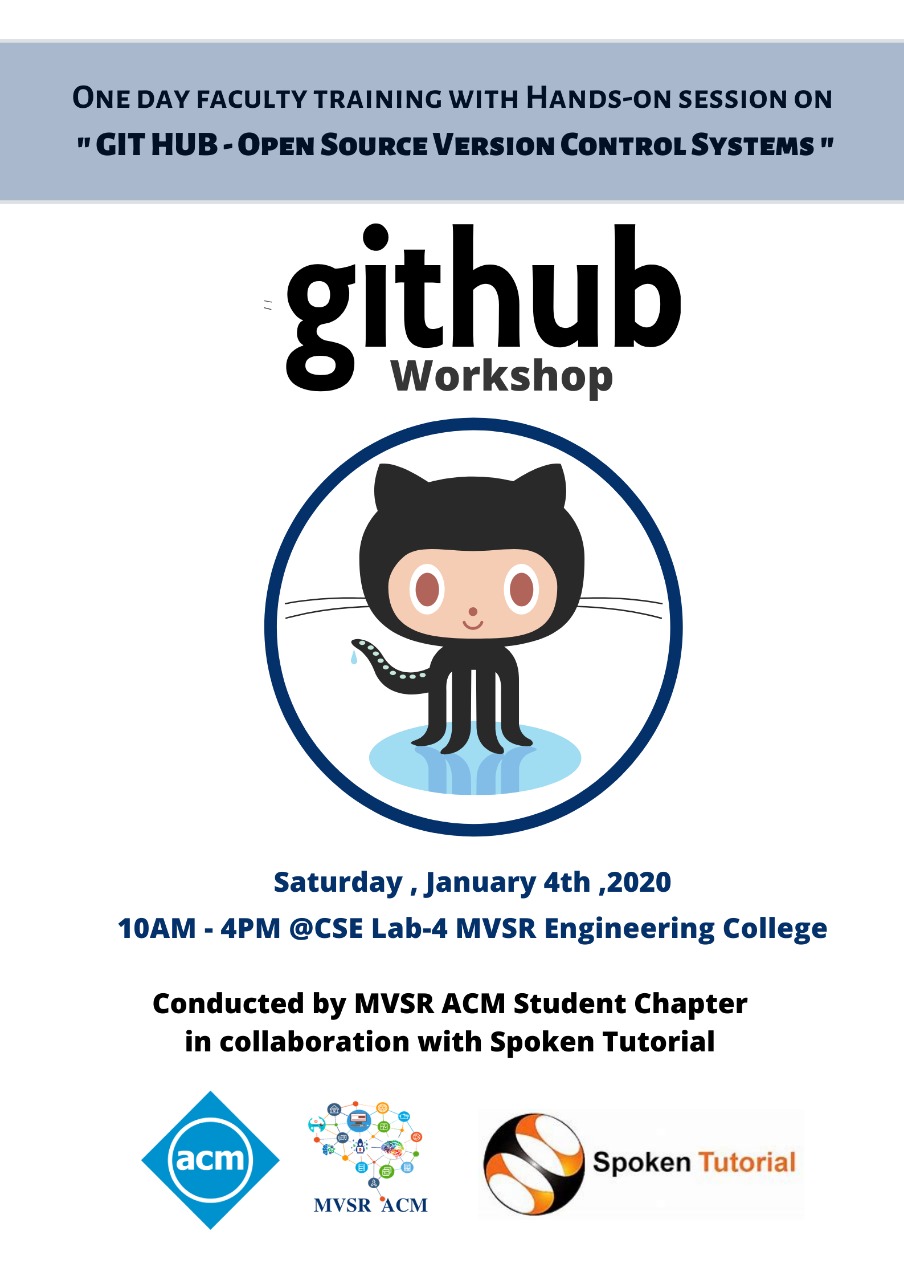 One day faculty training with Hands-on session on
" GIT HUB - Open Source Version Control Systems "
github
Workshop
Saturday , January 4th ,2020
10AM - 4PM @CSE Lab-4 MVSR Engineering College
Conducted by MVSR ACM Student Chapter
in collaboration with Spoken Tutorial
acm
MVSR ACM
Spoken Tutorial